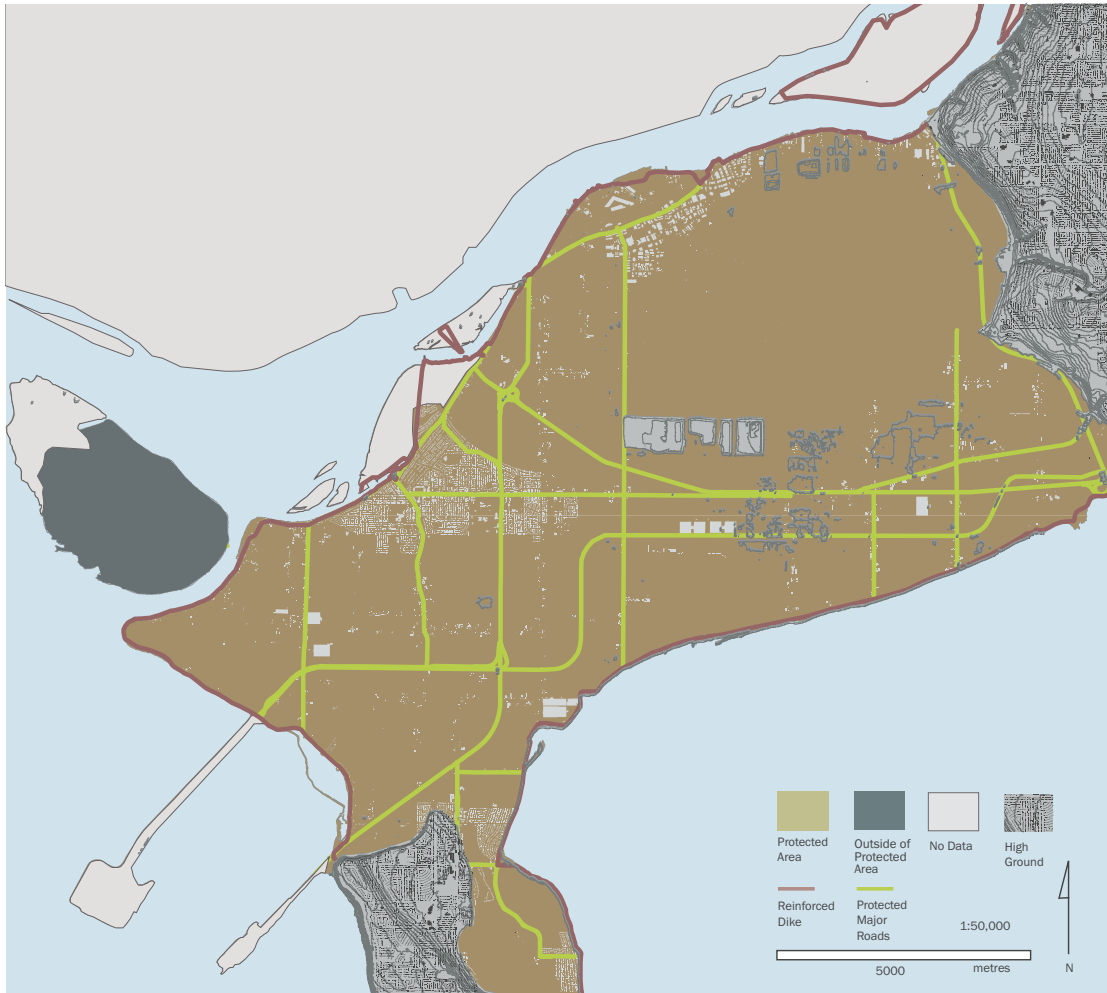 Protected
Area
Outside of
Protected
Area
No Data
High
Ground
Reinforced
Dike
Protected
Major
Roads
1:50,000
5000
metres
N